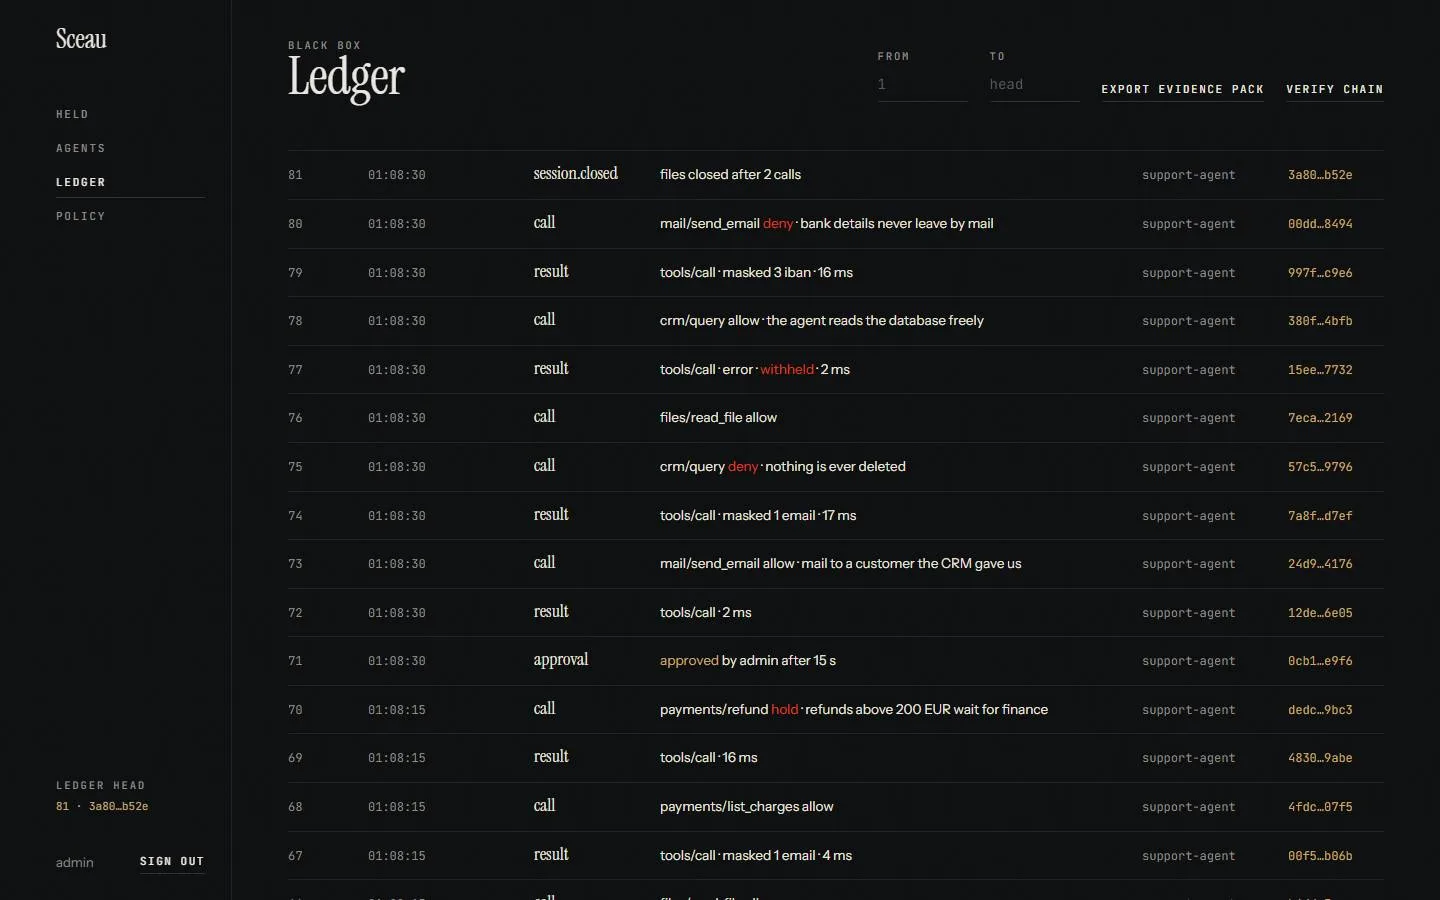 Sceau
HELD
AGENTS
LEDGER
POLICY
LEDGER HEAD
81 · 3a80…b52e
admin SIGN OUT
BLACK BOX
Ledger
FROM TO
1 head EXPORT EVIDENCE PACK VERIFY CHAIN
81 01:08:30 session.closed files closed after 2 calls support-agent 3a80…b52e
80 01:08:30 call mail/send_email deny · bank details never leave by mail support-agent 00dd…8494
79 01:08:30 result tools/call · masked 3 iban · 16 ms support-agent 997f…c9e6
78 01:08:30 call crm/query allow · the agent reads the database freely support-agent 380f…4bfb
77 01:08:30 result tools/call · error · withheld · 2 ms support-agent 15ee…7732
76 01:08:30 call files/read_file allow support-agent 7eca…2169
75 01:08:30 call crm/query deny · nothing is ever deleted support-agent 57c5…9796
74 01:08:30 result tools/call · masked 1 email · 17 ms support-agent 7a8f…d7ef
73 01:08:30 call mail/send_email allow · mail to a customer the CRM gave us support-agent 24d9…4176
72 01:08:30 result tools/call · 2 ms support-agent 12de…6e05
71 01:08:30 approval approved by admin after 15 s support-agent 0cb1…e9f6
70 01:08:15 call payments/refund hold · refunds above 200 EUR wait for finance support-agent dedc…9bc3
69 01:08:15 result tools/call · 16 ms support-agent 4830…9abe
68 01:08:15 call payments/list_charges allow support-agent 4fdc…07f5
67 01:08:15 result tools/call · masked 1 email · 4 ms support-agent 00f5…b06b